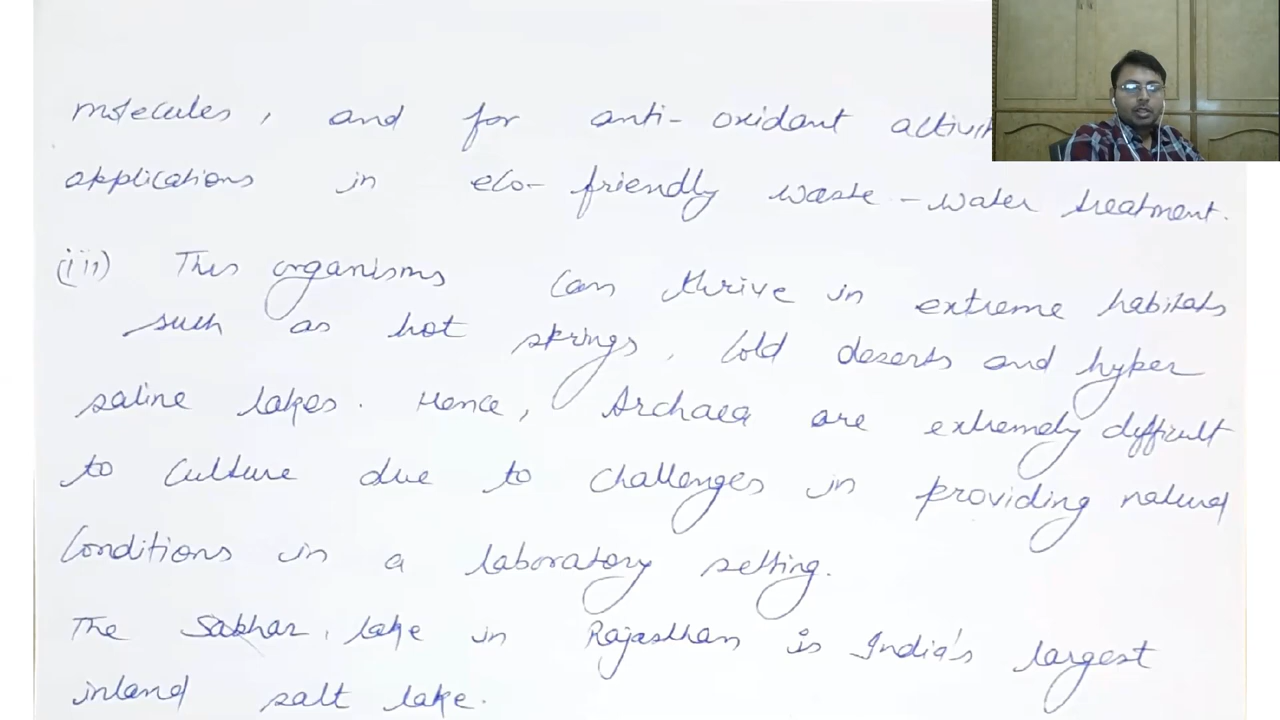 molecules, and for anti-oxidant
applications in eco-friendly waste-water treatment.
(iii) This organisms can thrive in extreme habitats
such as hot springs, cold deserts and hyper
saline lakes. Hence, Archaea are extremely difficult
to culture due to challenges in providing natural
conditions in a laboratory setting.
The Sakhar, lake in Rajasthan is India's largest
inland salt lake.